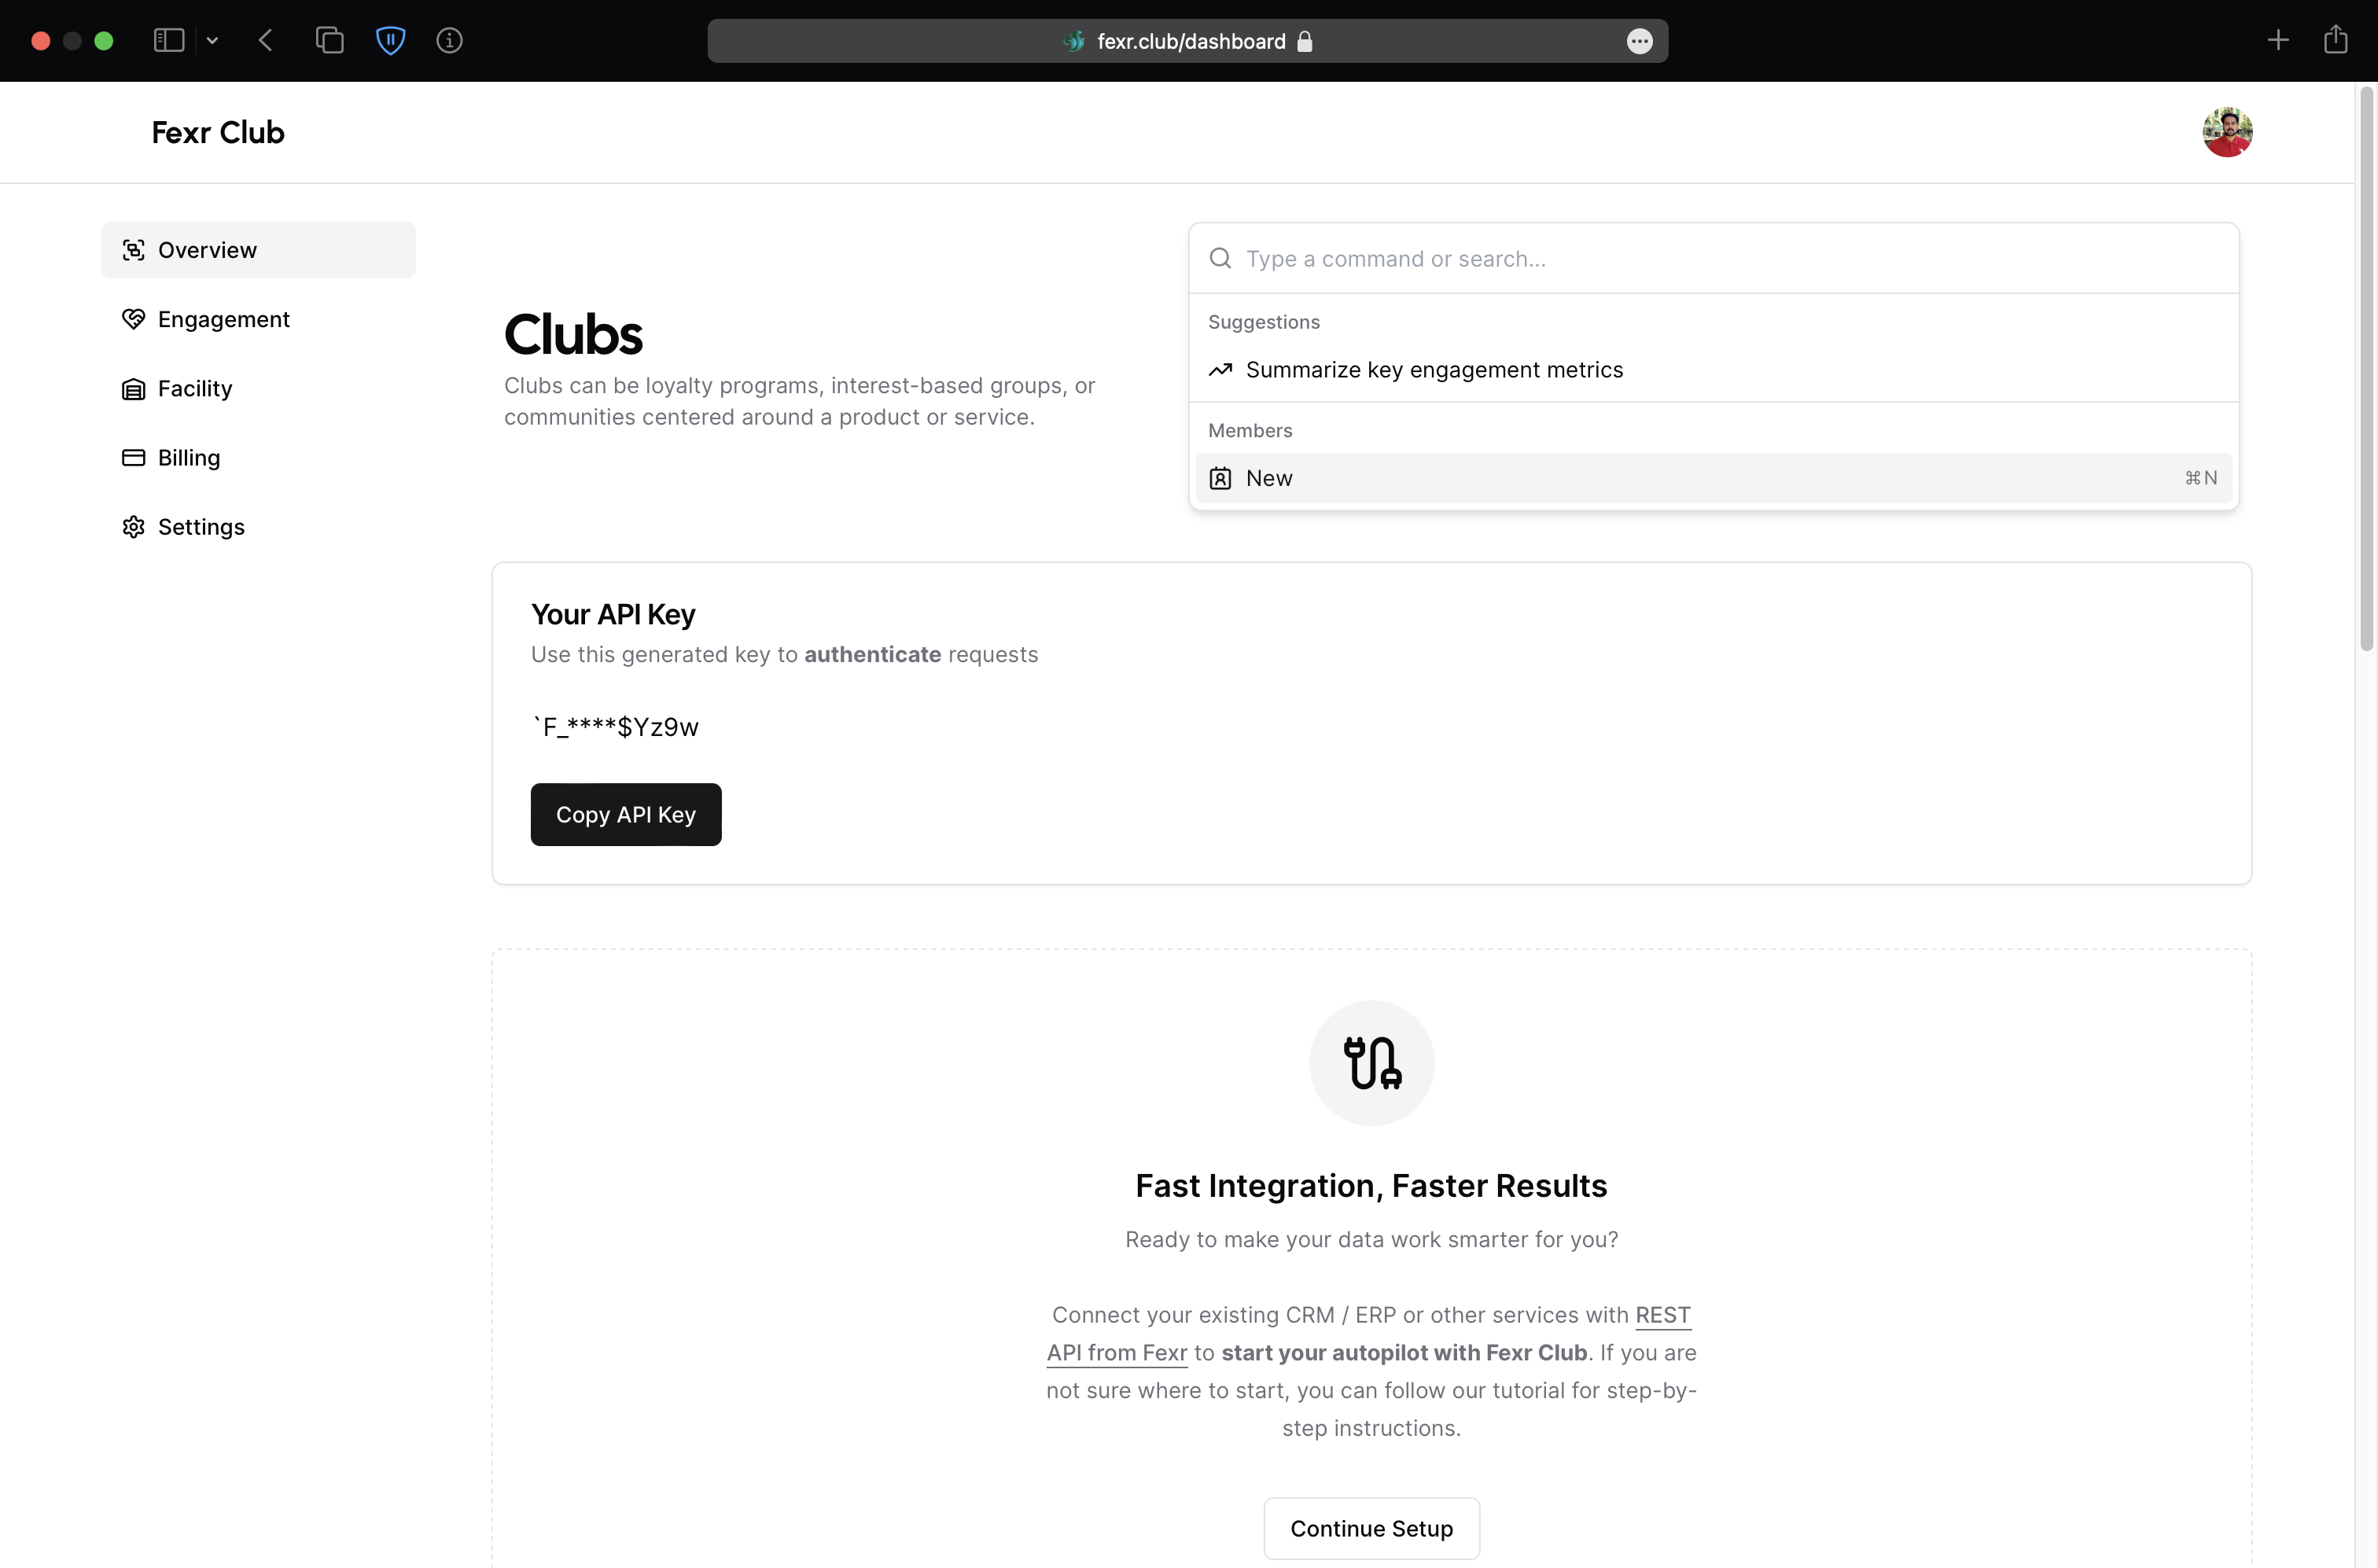 fexr.club/dashboard
Fexr Club
Overview
Engagement
Facility
Billing
Settings
Clubs
Clubs can be loyalty programs, interest-based groups, or
communities centered around a product or service.
Type a command or search...
Suggestions
Summarize key engagement metrics
Members
New ⌘N
Your API Key
Use this generated key to authenticate requests
`F_****$Yz9w
Copy API Key
Fast Integration, Faster Results
Ready to make your data work smarter for you?
Connect your existing CRM / ERP or other services with REST
API from Fexr to start your autopilot with Fexr Club. If you are
not sure where to start, you can follow our tutorial for step-by-
step instructions.
Continue Setup